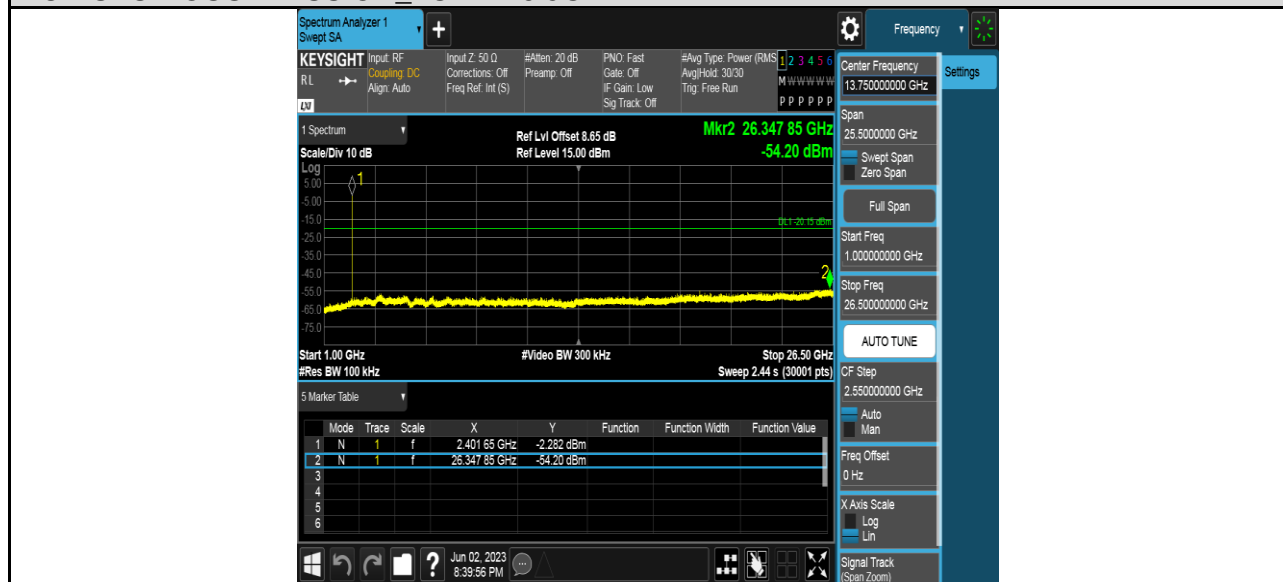 Spectrum Analyzer 1
Swept SA
+
Frequency
KEYSIGHT
RL
LXI
Input: RF
Coupling: DC
Align: Auto
Input Z: 50 Ω
Corrections: Off
Freq Ref: Int (S)
#Atten: 20 dB
Preamp: Off
PNO: Fast
Gate: Off
IF Gain: Low
Sig Track: Off
#Avg Type: Power (RMS
Avg|Hold: 30/30
Trig: Free Run
1 2 3 4 5 6
M W W W W W
P P P P P P
Center Frequency
13.750000000 GHz
Settings
1 Spectrum
Scale/Div 10 dB
Ref Lvl Offset 8.65 dB
Ref Level 15.00 dBm
Mkr2 26.347 85 GHz
-54.20 dBm
Log
5.00
-5.00
-15.0
-25.0
-35.0
-45.0
-55.0
-65.0
-75.0
1
DL1 -20.15 dBm
2
Start 1.00 GHz
#Res BW 100 kHz
#Video BW 300 kHz
Stop 26.50 GHz
Sweep 2.44 s (30001 pts)
Span
25.5000000 GHz
Swept Span
Zero Span
Full Span
Start Freq
1.000000000 GHz
Stop Freq
26.500000000 GHz
AUTO TUNE
CF Step
2.550000000 GHz
Auto
Man
Freq Offset
0 Hz
X Axis Scale
Log
Lin
Signal Track
(Span Zoom)
5 Marker Table
Mode Trace Scale X Y Function Function Width Function Value
1 N 1 f 2.401 65 GHz -2.282 dBm
2 N 1 f 26.347 85 GHz -54.20 dBm
3
4
5
6
?
Jun 02, 2023
8:39:56 PM